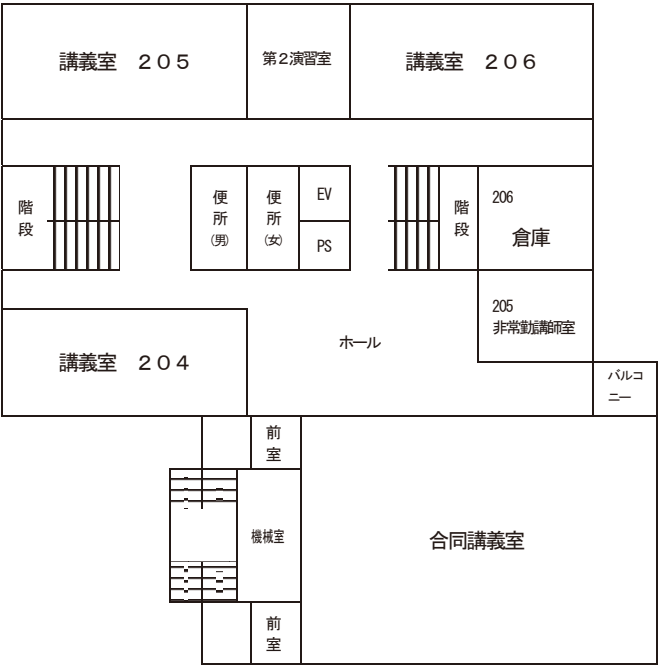 講義室　２０５
第２演習室
講義室　２０６
階段
便所
(男)
便所
(女)
EV
PS
階段
206
倉庫
205
非常勤講師室
講義室　２０４
ホール
バルコ
ニー
前室
機械室
合同講義室
前室